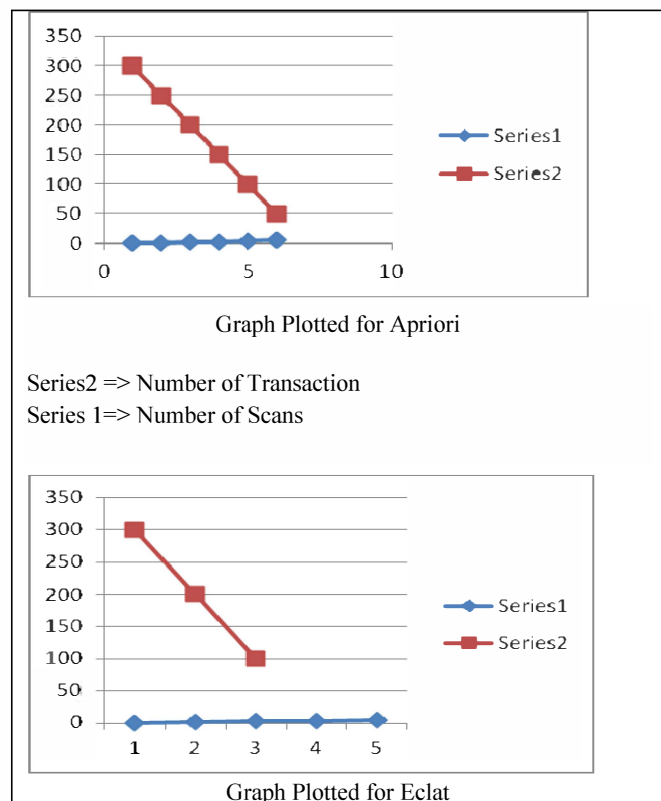 350
300
250
200
150
100
50
0
0 5 10
Series1
Series2
Graph Plotted for Apriori
Series2 => Number of Transaction
Series 1=> Number of Scans
350
300
250
200
150
100
50
0
1 2 3 4 5
Series1
Series2
Graph Plotted for Eclat